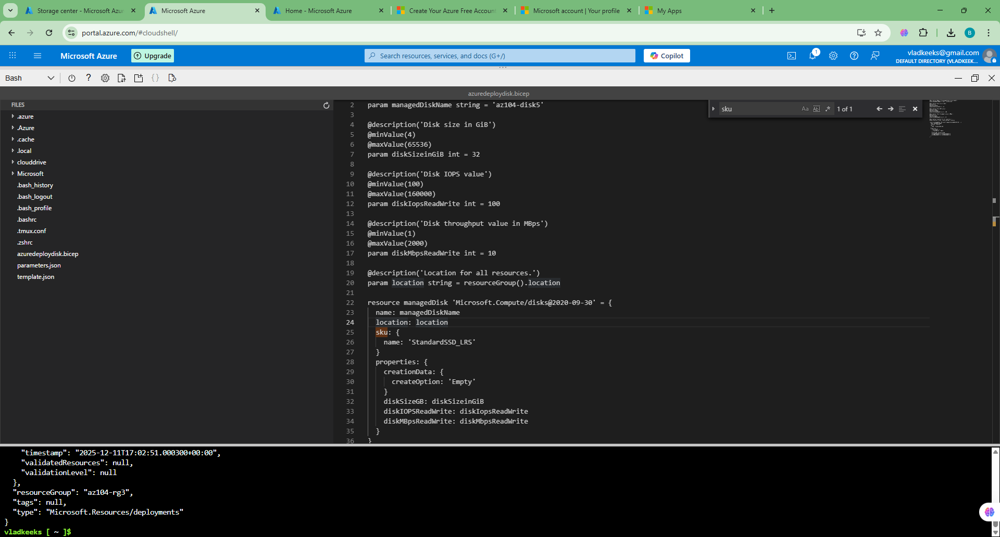 Storage center - Microsoft Azur
Microsoft Azure
Home - Microsoft Azure
Create Your Azure Free Accoun
Microsoft account | Your profile
My Apps
portal.azure.com/#cloudshell/
B
Microsoft Azure
Upgrade
Search resources, services, and docs (G+/)
Copilot
1
vladkeeks@gmail.com
DEFAULT DIRECTORY (VLADKEEK...
Bash
azuredeploydisk.bicep
FILES
.azure
.Azure
.cache
.local
clouddrive
Microsoft
.bash_history
.bash_logout
.bash_profile
.bashrc
.tmux.conf
.zshrc
azuredeploydisk.bicep
parameters.json
template.json
sku
Aa
Abl
.*
1 of 1
2 param managedDiskName string = 'az104-disk5'
3
4 @description('Disk size in GiB')
5 @minValue(4)
6 @maxValue(65536)
7 param diskSizeinGiB int = 32
8
9 @description('Disk IOPS value')
10 @minValue(100)
11 @maxValue(160000)
12 param diskIopsReadWrite int = 100
13
14 @description('Disk throughput value in MBps')
15 @minValue(1)
16 @maxValue(2000)
17 param diskMbpsReadWrite int = 10
18
19 @description('Location for all resources.')
20 param location string = resourceGroup().location
21
22 resource managedDisk 'Microsoft.Compute/disks@2020-09-30' = {
23 name: managedDiskName
24 location: location
25 sku: {
26 name: 'StandardSSD_LRS'
27 }
28 properties: {
29 creationData: {
30 createOption: 'Empty'
31 }
32 diskSizeGB: diskSizeinGiB
33 diskIOPSReadWrite: diskIopsReadWrite
34 diskMBpsReadWrite: diskMbpsReadWrite
35 }
36 }
"timestamp": "2025-12-11T17:02:51.000300+00:00",
"validatedResources": null,
"validationLevel": null
},
"resourceGroup": "az104-rg3",
"tags": null,
"type": "Microsoft.Resources/deployments"
}
vladkeeks [ ~ ]$